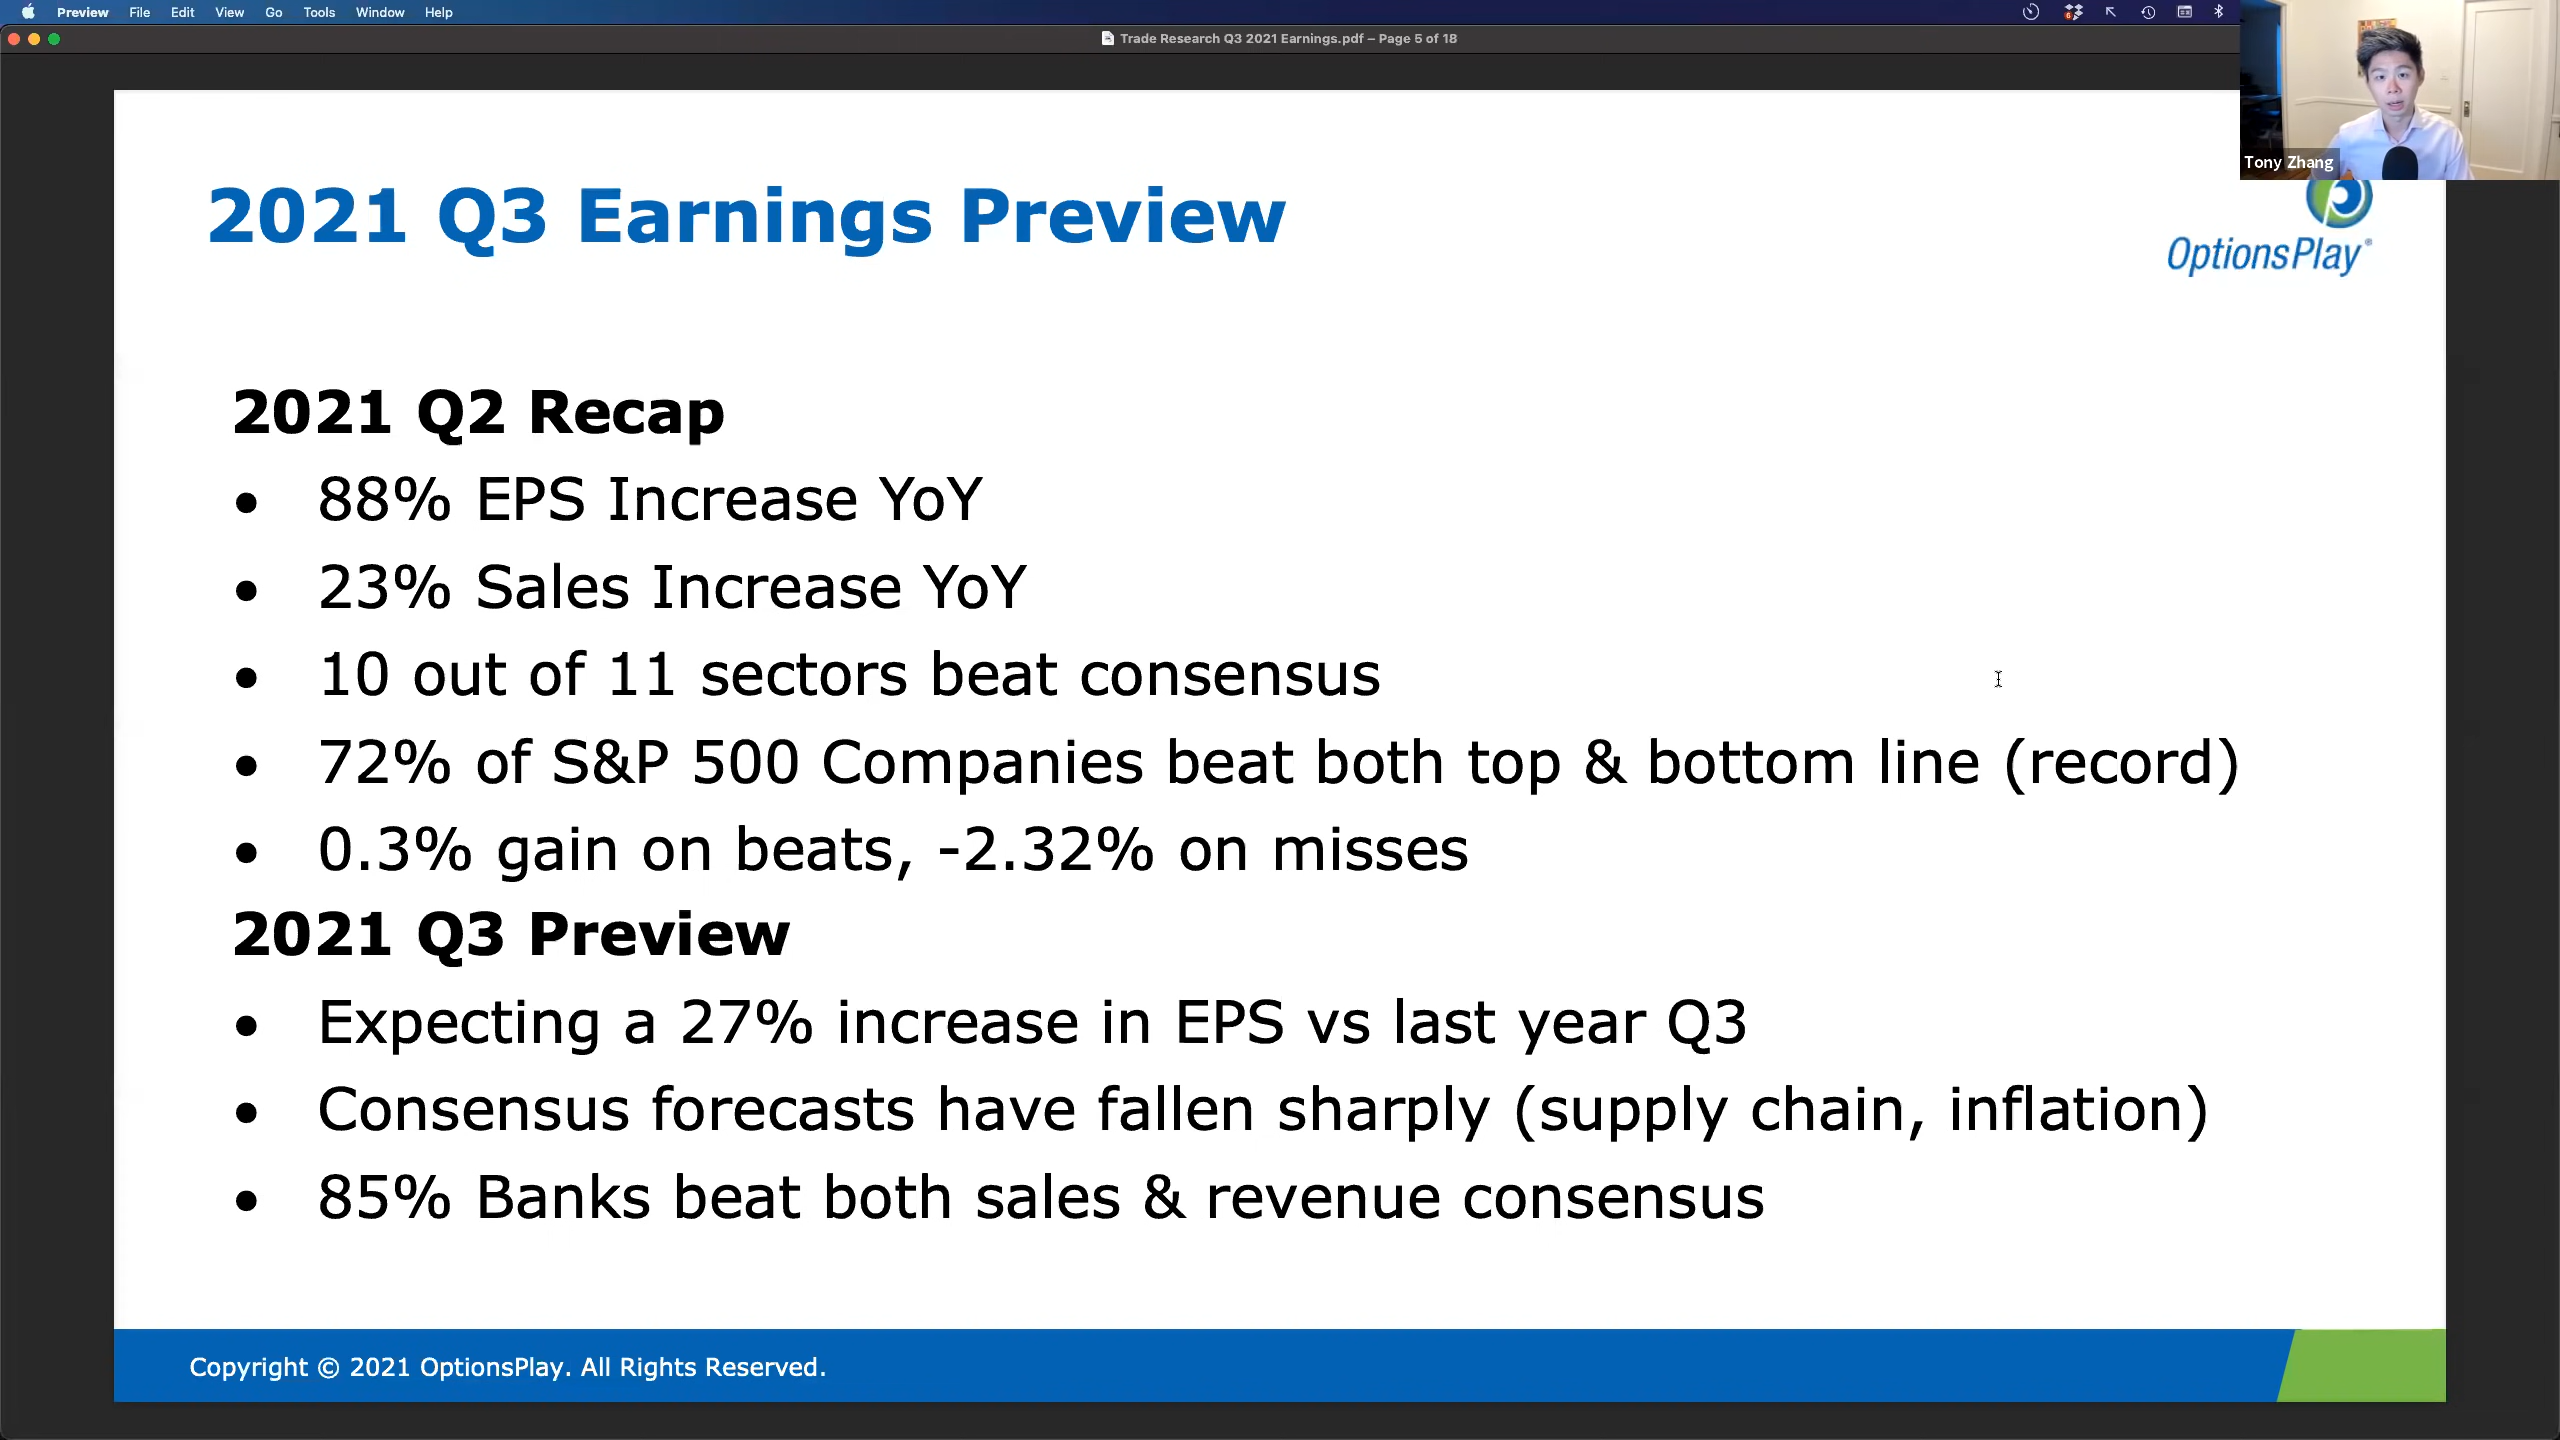 Preview File Edit View Go Tools Window Help
Trade Research Q3 2021 Earnings.pdf – Page 5 of 18
Tony Zhang
2021 Q3 Earnings Preview
OptionsPlay®
2021 Q2 Recap
• 88% EPS Increase YoY
• 23% Sales Increase YoY
• 10 out of 11 sectors beat consensus
• 72% of S&P 500 Companies beat both top & bottom line (record)
• 0.3% gain on beats, -2.32% on misses
2021 Q3 Preview
• Expecting a 27% increase in EPS vs last year Q3
• Consensus forecasts have fallen sharply (supply chain, inflation)
• 85% Banks beat both sales & revenue consensus
Copyright © 2021 OptionsPlay. All Rights Reserved.